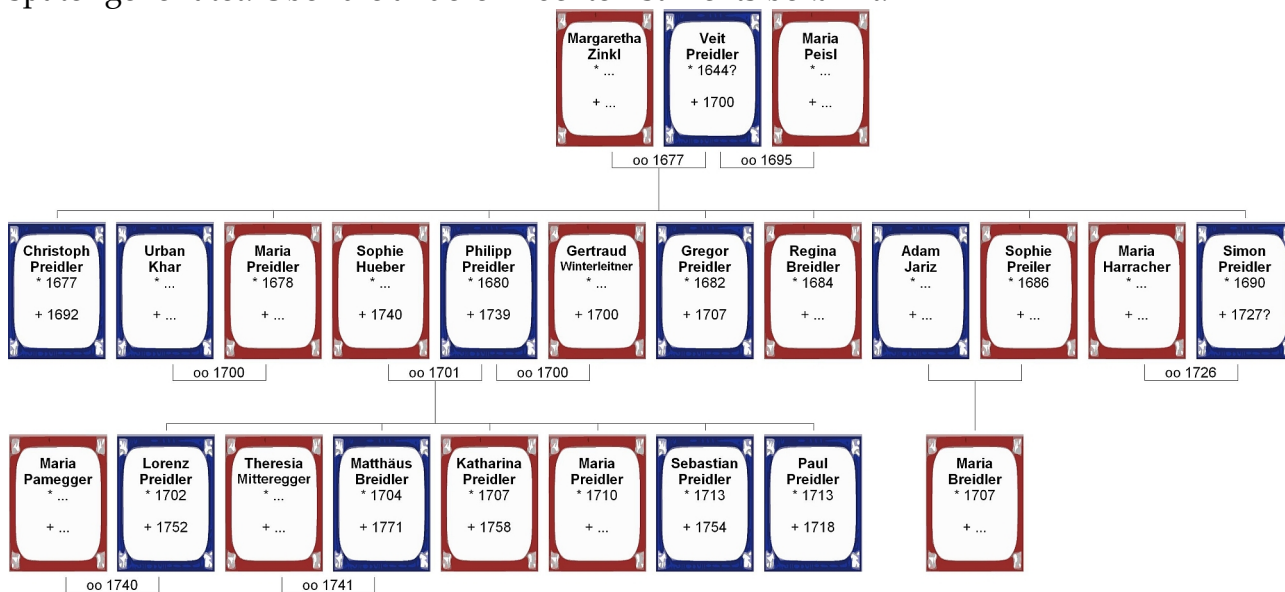 Margaretha
Zinkl
* ...
+ ...
Veit
Preidler
* 1644?
+ 1700
Maria
Peisl
* ...
+ ...
oo 1677
oo 1695
Christoph
Preidler
* 1677
+ 1692
Urban
Khar
* ...
+ ...
Maria
Preidler
* 1678
+ ...
Sophie
Hueber
* ...
+ 1740
Philipp
Preidler
* 1680
+ 1739
Gertraud
Winterleitner
* ...
+ 1700
Gregor
Preidler
* 1682
+ 1707
Regina
Breidler
* 1684
+ ...
Adam
Jariz
* ...
+ ...
Sophie
Preiler
* 1686
+ ...
Maria
Harracher
* ...
+ ...
Simon
Preidler
* 1690
+ 1727?
oo 1700
oo 1701
oo 1700
oo 1726
Maria
Pamegger
* ...
+ ...
Lorenz
Preidler
* 1702
+ 1752
Theresia
Mitteregger
* ...
+ ...
Matthäus
Breidler
* 1704
+ 1771
Katharina
Preidler
* 1707
+ 1758
Maria
Preidler
* 1710
+ ...
Sebastian
Preidler
* 1713
+ 1754
Paul
Preidler
* 1713
+ 1718
Maria
Breidler
* 1707
+ ...
oo 1740
oo 1741